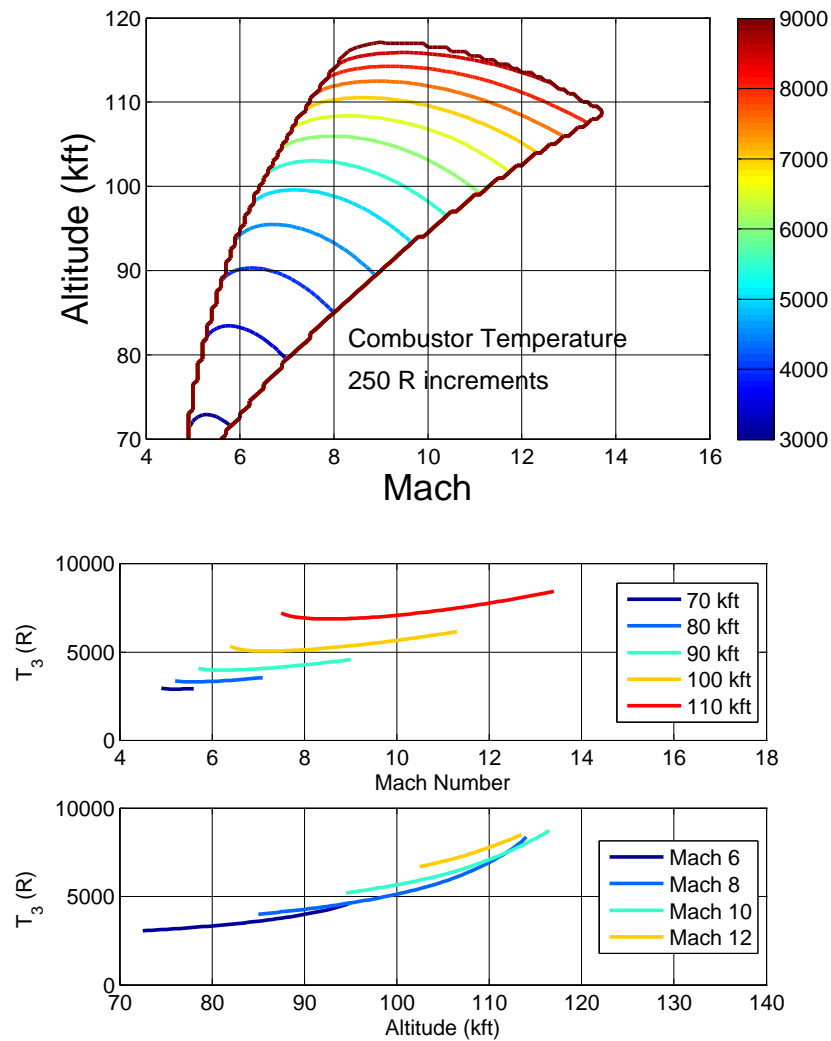 120
110
100
90
80
70
Altitude (kft)
4
6
8
10
12
14
16
Mach
Combustor Temperature
250 R increments
9000
8000
7000
6000
5000
4000
3000
10000
5000
0
T3 (R)
4
6
8
10
12
14
16
18
Mach Number
70 kft
80 kft
90 kft
100 kft
110 kft
10000
5000
0
T3 (R)
70
80
90
100
110
120
130
140
Altitude (kft)
Mach 6
Mach 8
Mach 10
Mach 12